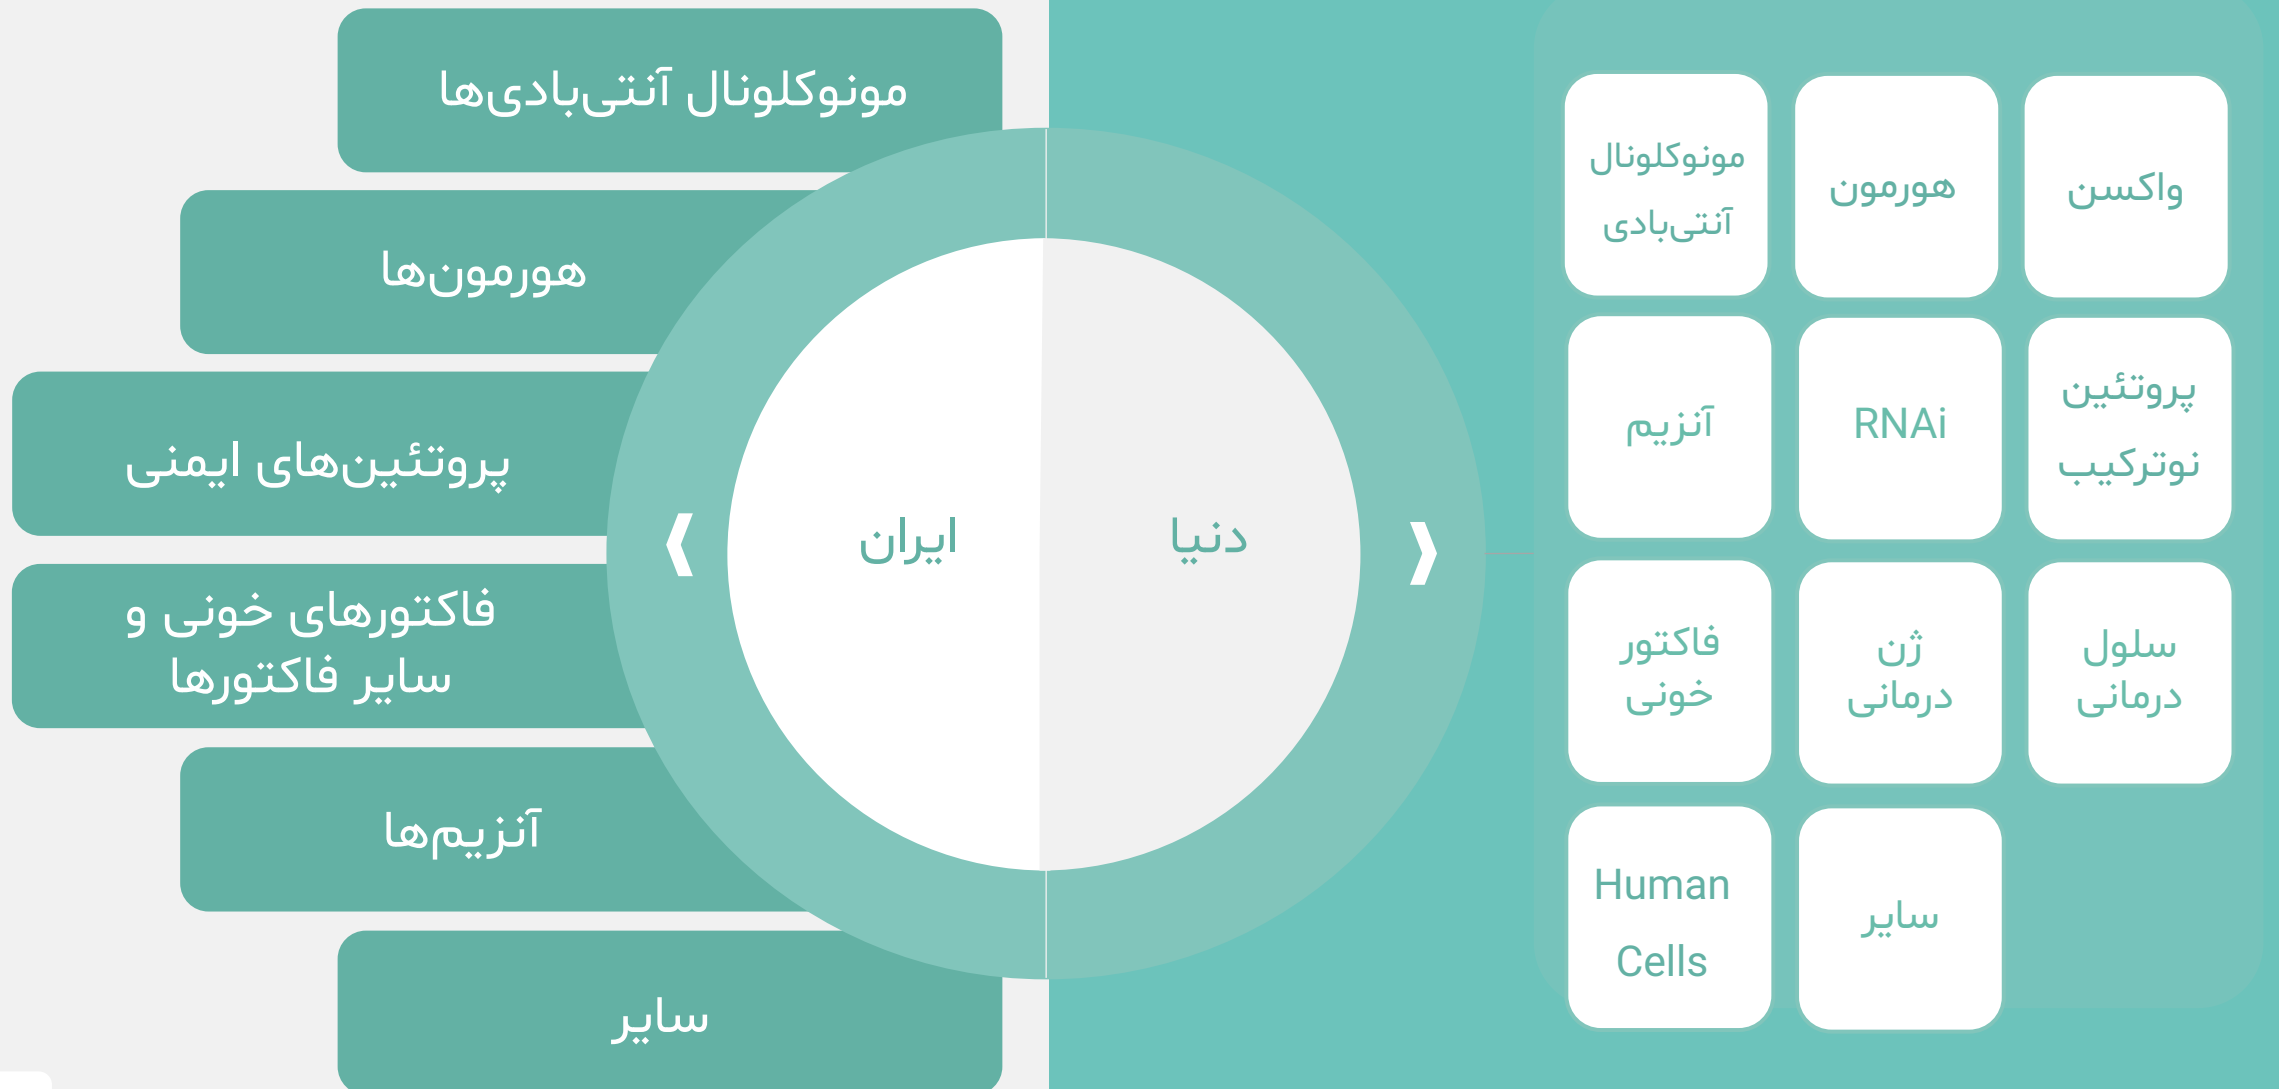 واکسن
هورمون
مونوکلونال
آنتی‌بادی
پروتئین
نوترکیب
RNAi
آنزیم
سلول
درمانی
ژن
درمانی
فاکتور
خونی
سایر
Human
Cells
دنیا
ایران
مونوکلونال آنتی‌بادی‌ها
هورمون‌ها
پروتئین‌های ایمنی
فاکتورهای خونی و
سایر فاکتورها
آنزیم‌ها
سایر